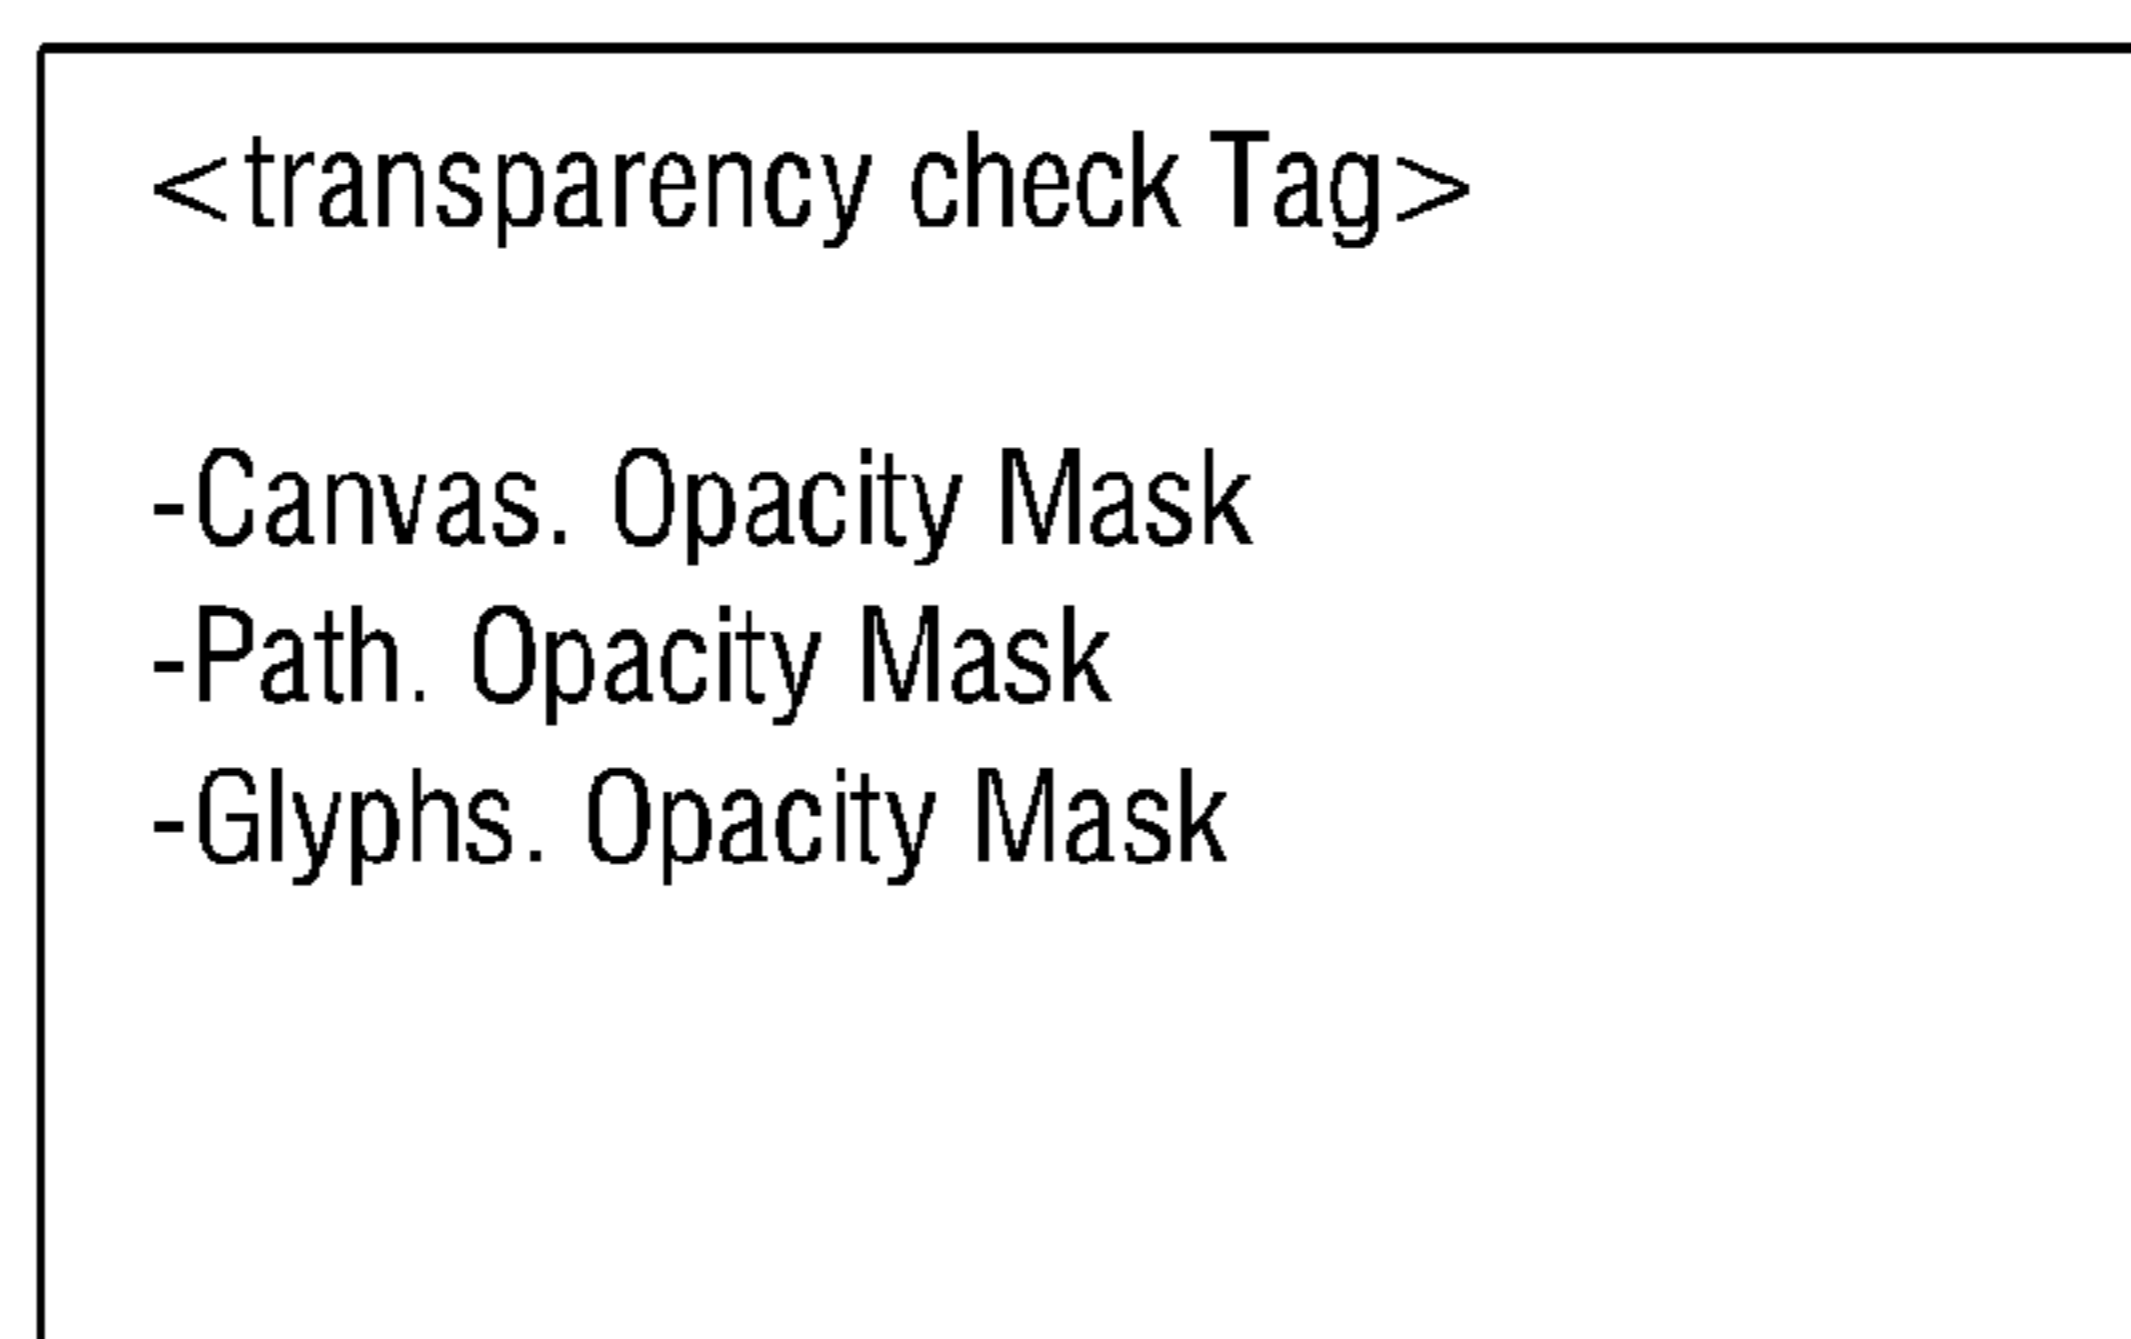 <transparency check Tag>
-Canvas. Opacity Mask
-Path. Opacity Mask
-Glyphs. Opacity Mask